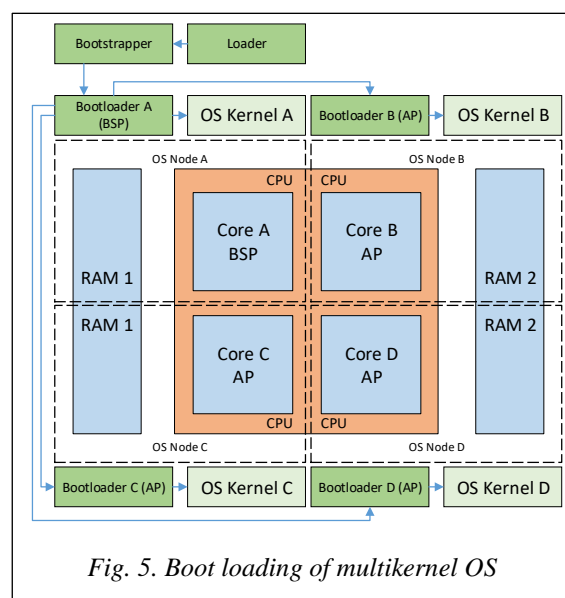 Bootstrapper
Loader
Bootloader A
(BSP)
OS Kernel A
Bootloader B (AP)
OS Kernel B
OS Node A
OS Node B
CPU
CPU
RAM 1
Core A
BSP
Core B
AP
RAM 2
RAM 1
Core C
AP
Core D
AP
RAM 2
CPU
CPU
OS Node C
OS Node D
Bootloader C (AP)
OS Kernel C
Bootloader D (AP)
OS Kernel D
Fig. 5. Boot loading of multikernel OS